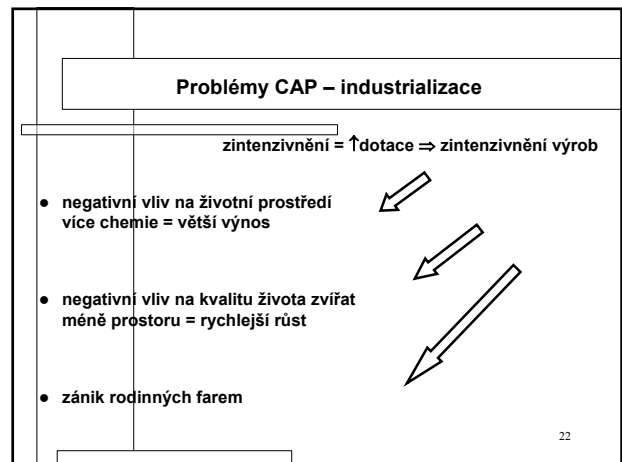 Problémy CAP – industrializace
zintenzivnění = ↑dotace ⇒ zintenzivnění výrob
● negativní vliv na životní prostředí
více chemie = větší výnos
● negativní vliv na kvalitu života zvířat
méně prostoru = rychlejší růst
● zánik rodinných farem
22